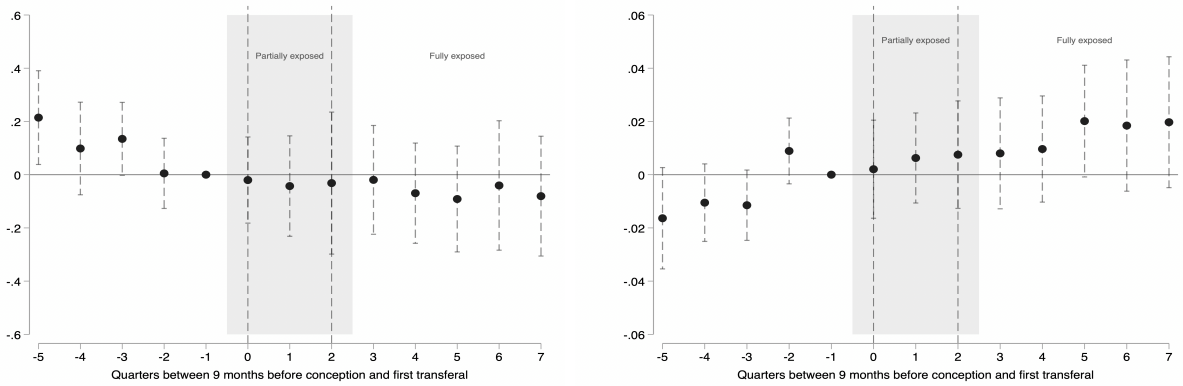 .6
.4
.2
0
-.2
-.4
-.6
Partially exposed
Fully exposed
-5 -4 -3 -2 -1 0 1 2 3 4 5 6 7
Quarters between 9 months before conception and first transferal
.06
.04
.02
0
-.02
-.04
-.06
Partially exposed
Fully exposed
-5 -4 -3 -2 -1 0 1 2 3 4 5 6 7
Quarters between 9 months before conception and first transferal